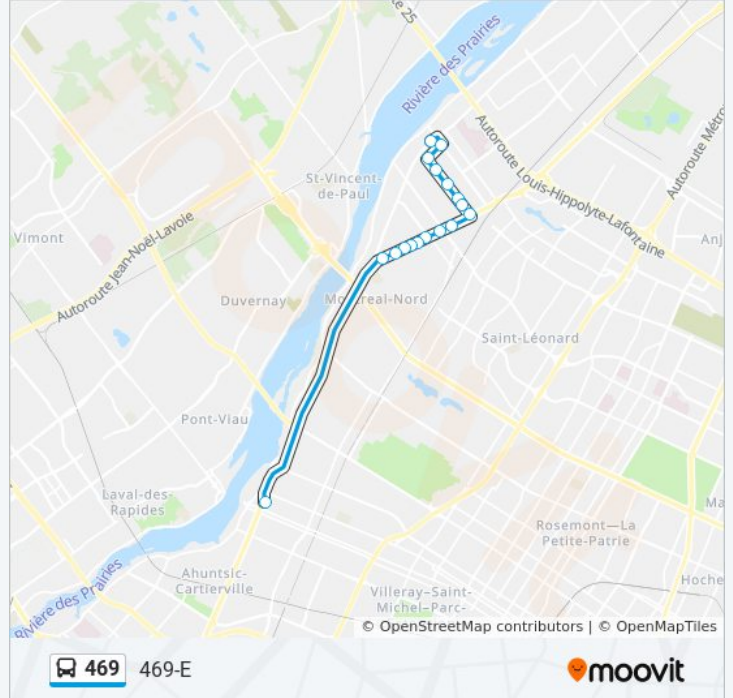 te 25
Rivière des Prairies
Autoroute Louis-Hippolyte-Lafontaine
Autoroute Métro
St-Vincent-
de-Paul
Autoroute Jean-Noël-Lavoie
Vimont
Anj
Duvernay
Montreal-Nord
Saint-Léonard
Pont-Viau
Laval-des-
Rapides
Ma
Rosemont—La
Petite-Patrie
Rivière des Prairies
Ahuntsic-
Cartierville
Villeray–Saint-
Michel–Parc-
Hoche
© OpenStreetMap contributors | © OpenMapTiles
469 469-E
moovit